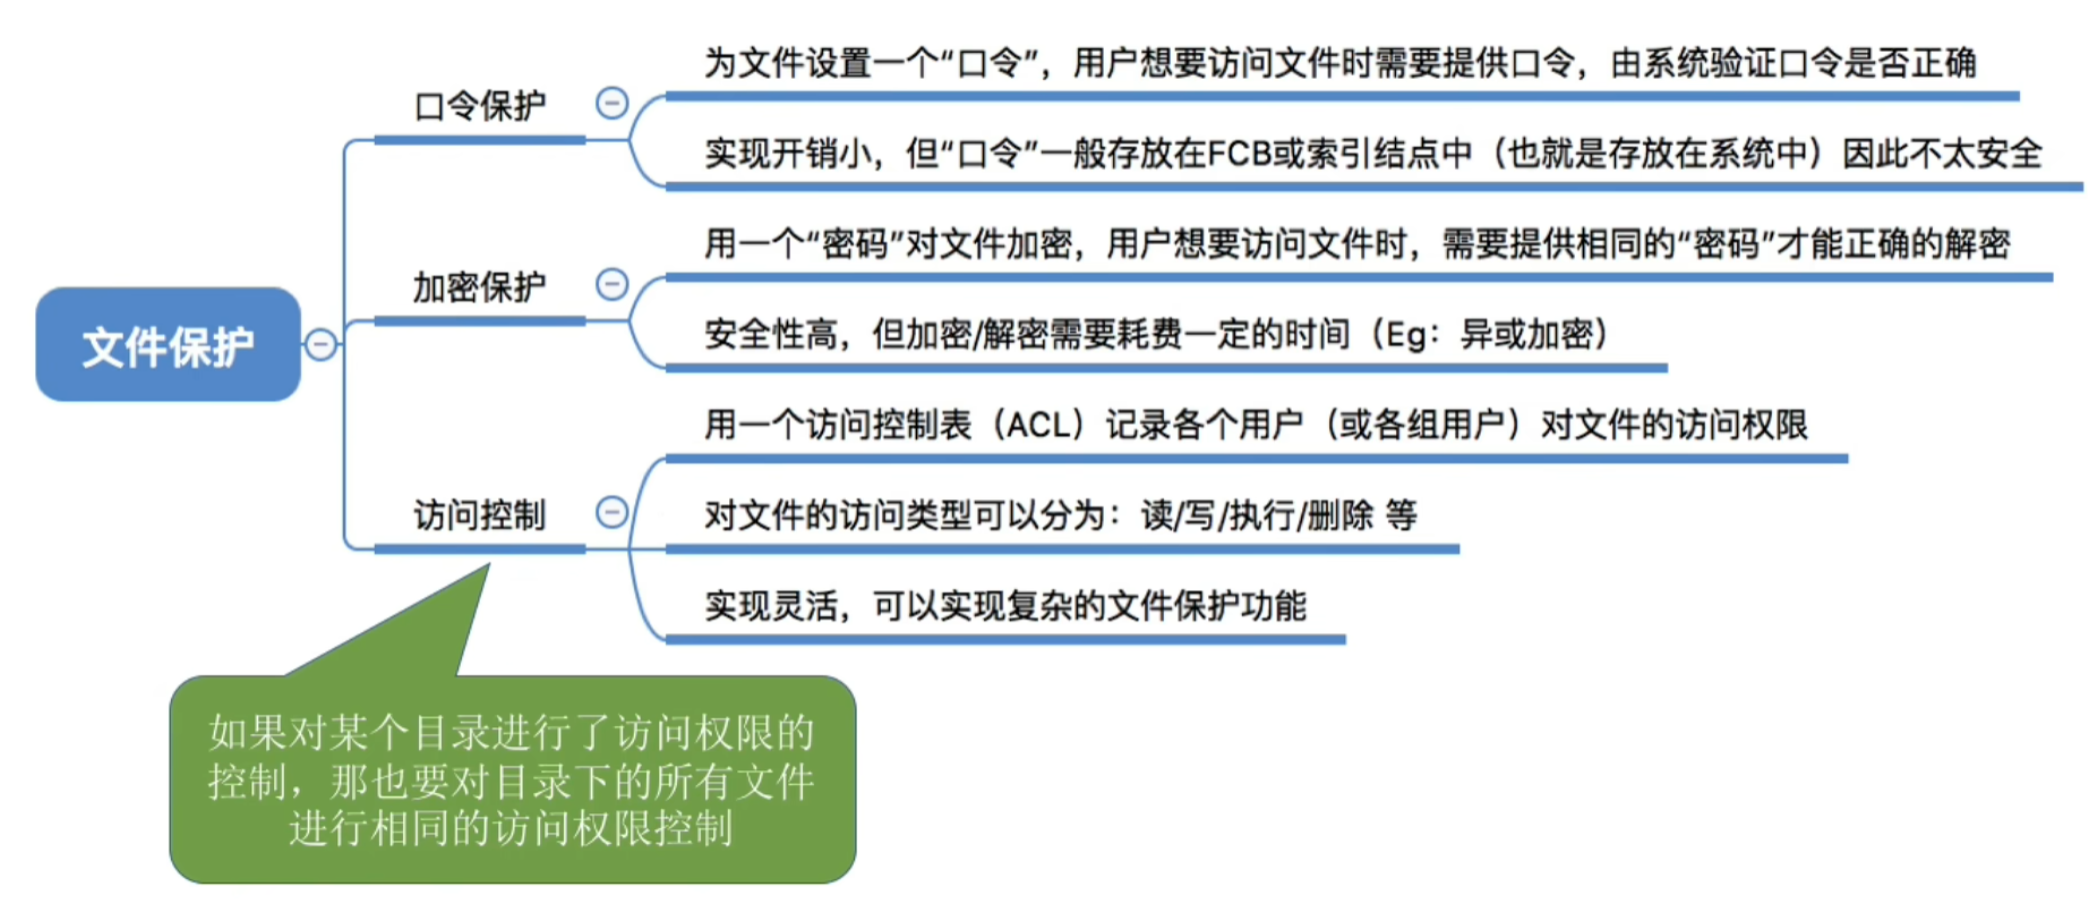 文件保护
口令保护
为文件设置一个“口令”，用户想要访问文件时需要提供口令，由系统验证口令是否正确
实现开销小，但“口令”一般存放在FCB或索引结点中（也就是存放在系统中）因此不太安全
加密保护
用一个“密码”对文件加密，用户想要访问文件时，需要提供相同的“密码”才能正确的解密
安全性高，但加密/解密需要耗费一定的时间（Eg：异或加密）
访问控制
用一个访问控制表（ACL）记录各个用户（或各组用户）对文件的访问权限
对文件的访问类型可以分为：读/写/执行/删除 等
实现灵活，可以实现复杂的文件保护功能
如果对某个目录进行了访问权限的
控制，那也要对目录下的所有文件
进行相同的访问权限控制